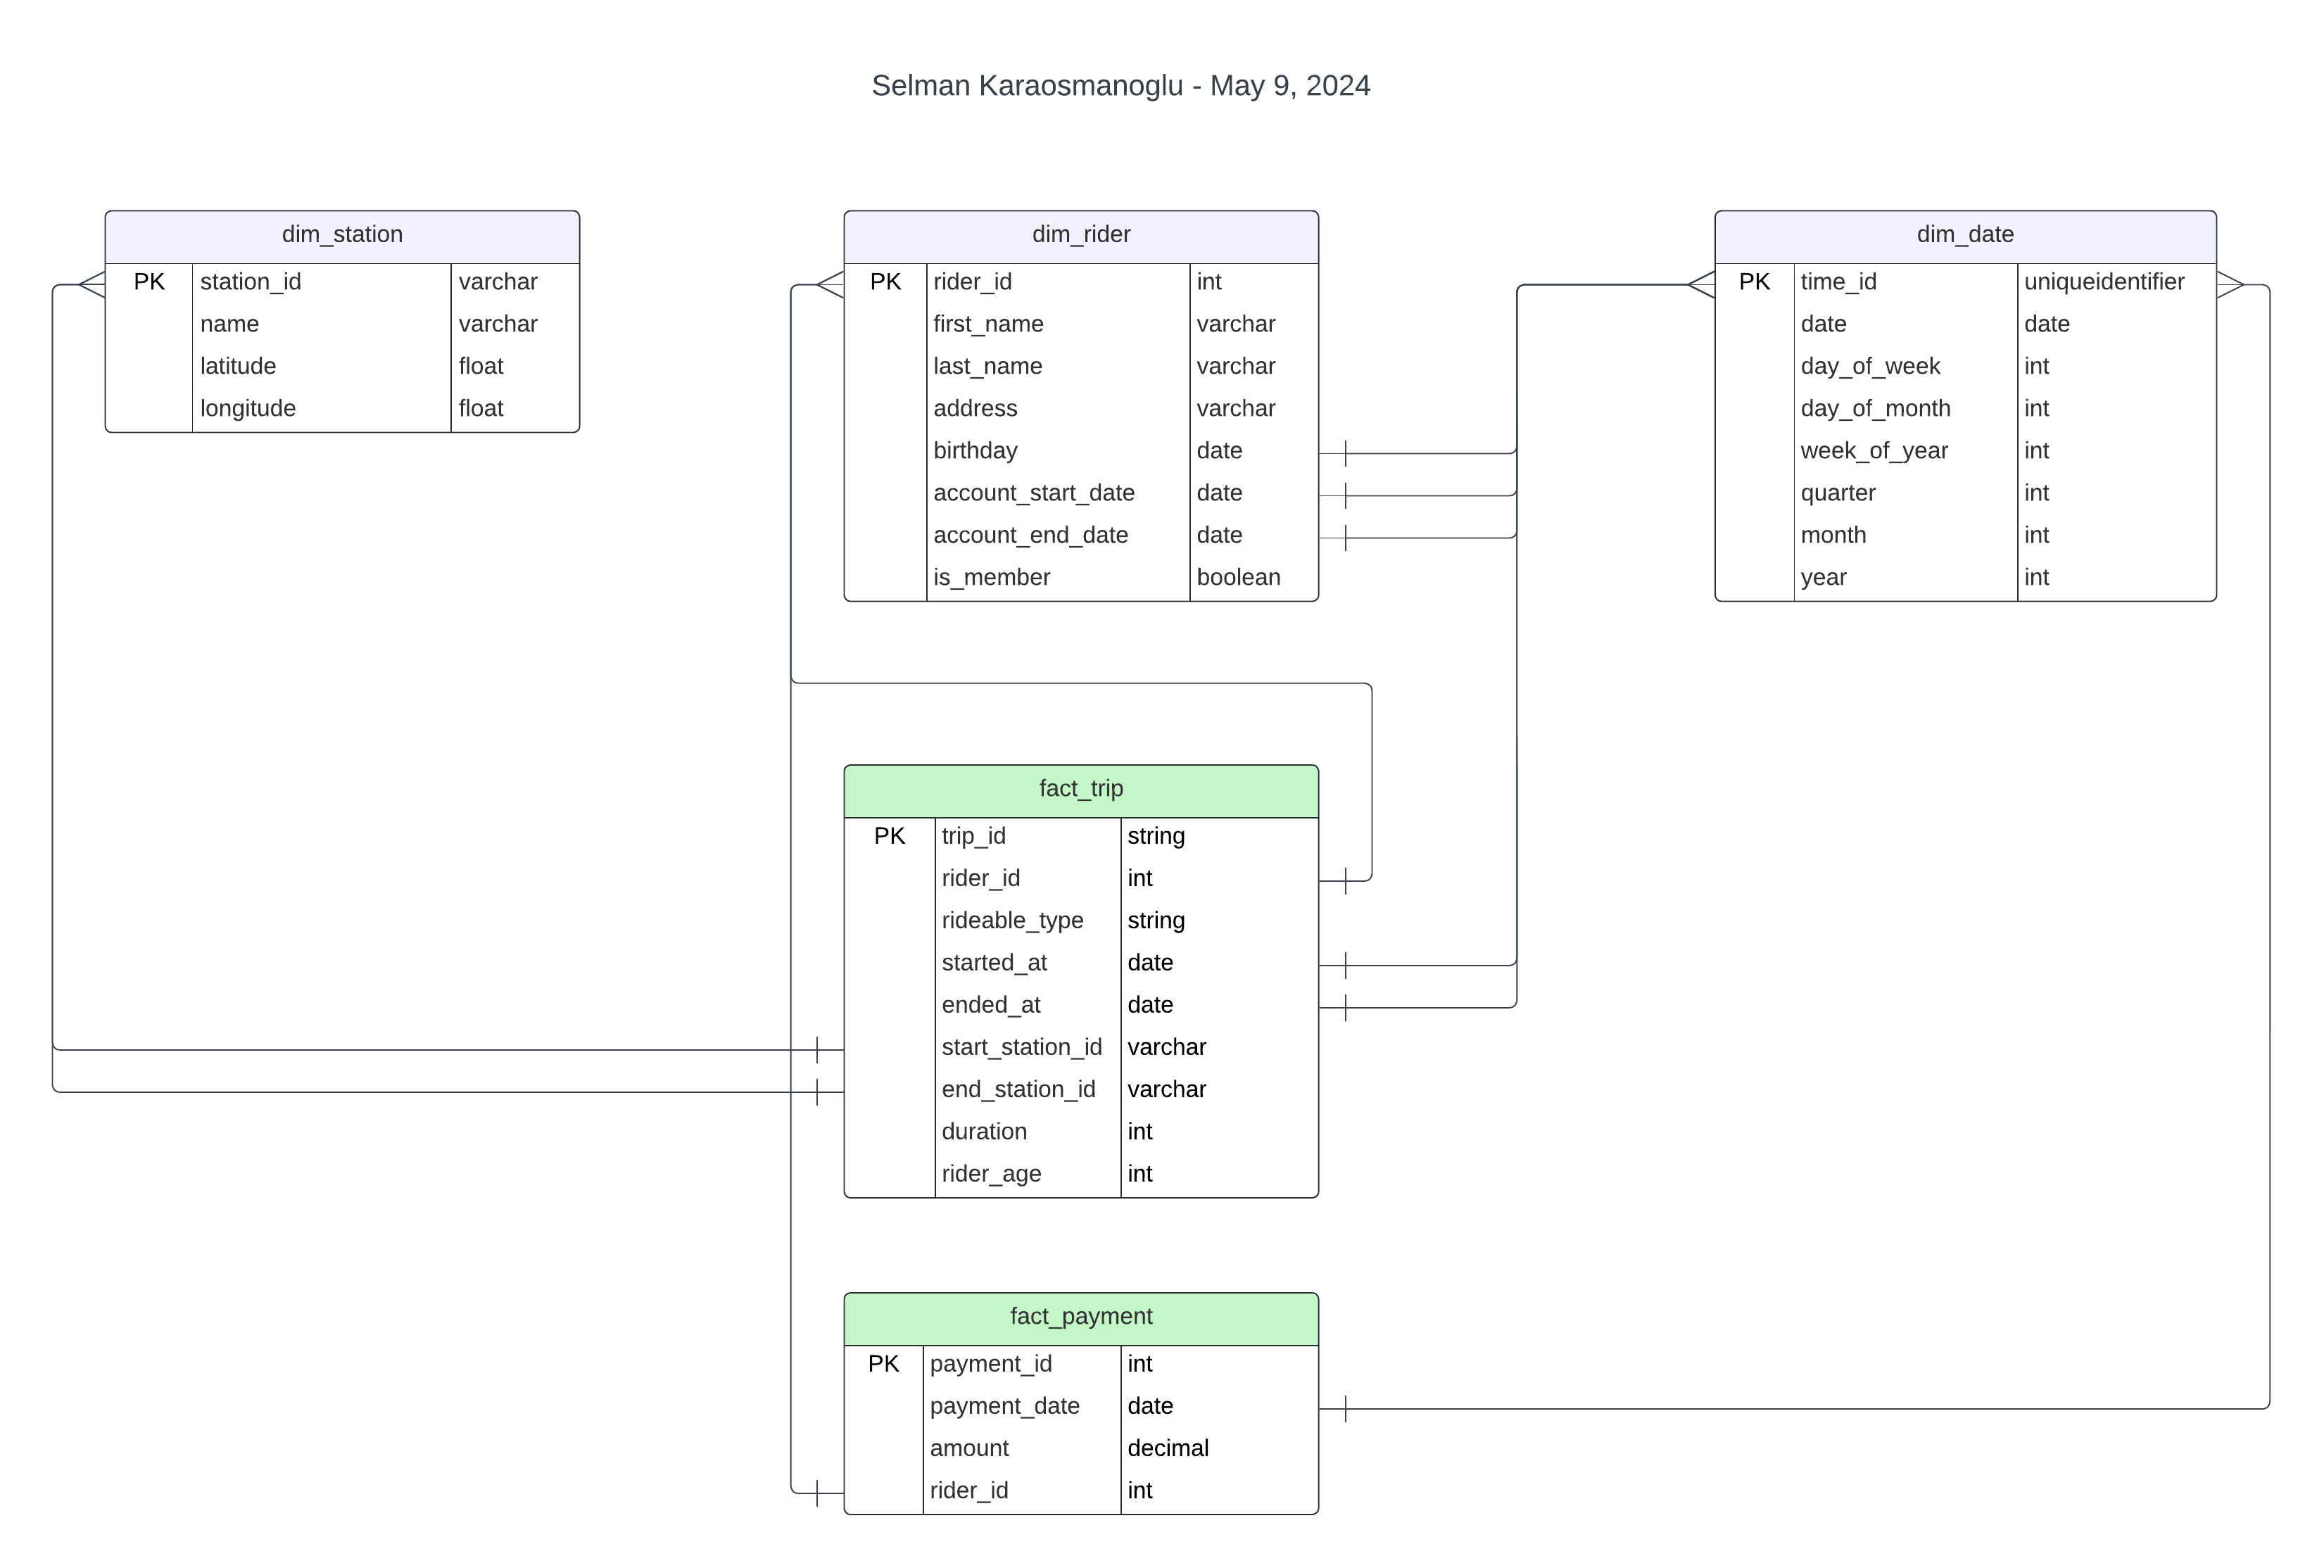 Selman Karaosmanoglu - May 9, 2024
dim_station
PK station_id varchar
name varchar
latitude float
longitude float
dim_rider
PK rider_id int
first_name varchar
last_name varchar
address varchar
birthday date
account_start_date date
account_end_date date
is_member boolean
dim_date
PK time_id uniqueidentifier
date date
day_of_week int
day_of_month int
week_of_year int
quarter int
month int
year int
fact_trip
PK trip_id string
rider_id int
rideable_type string
started_at date
ended_at date
start_station_id varchar
end_station_id varchar
duration int
rider_age int
fact_payment
PK payment_id int
payment_date date
amount decimal
rider_id int